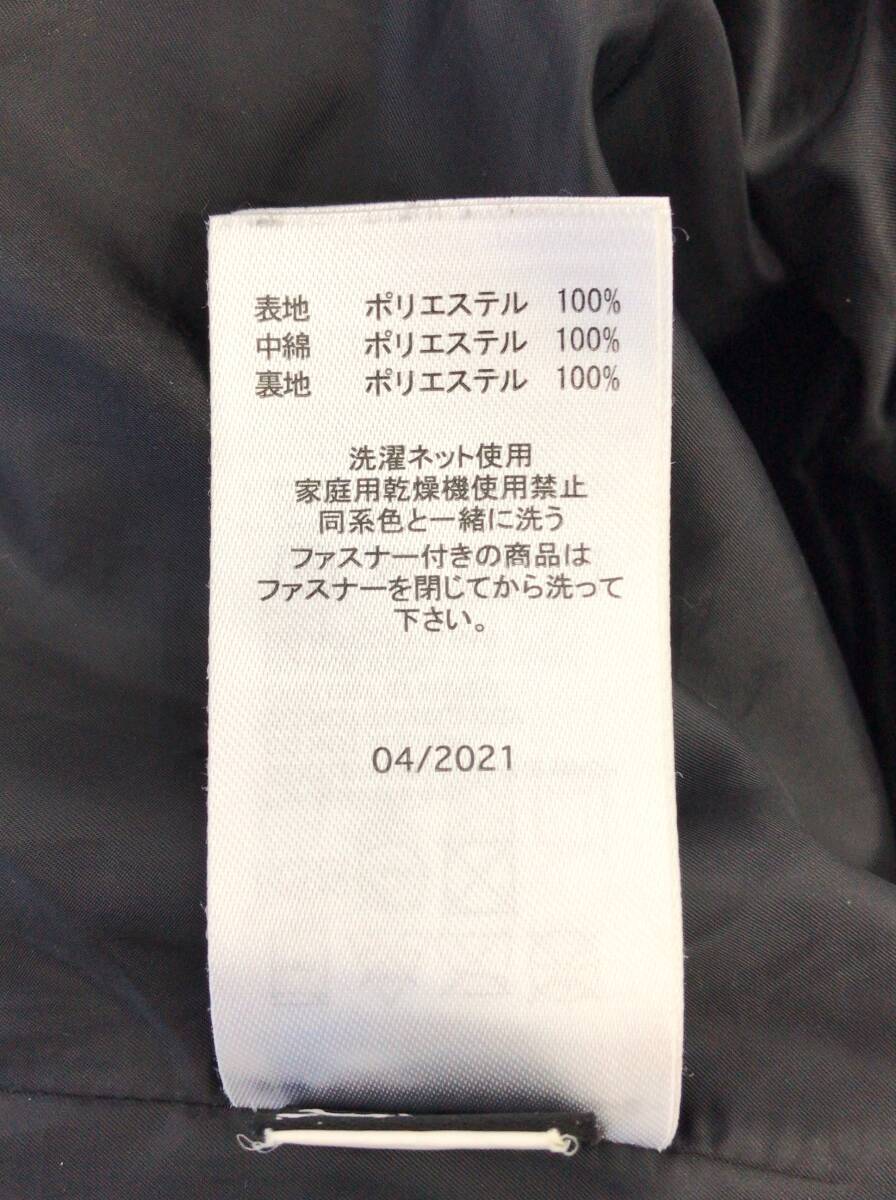 表地 ポリエステル 100%
中綿 ポリエステル 100%
裏地 ポリエステル 100%
洗濯ネット使用
家庭用乾燥機使用禁止
同系色と一緒に洗う
ファスナー付きの商品は
ファスナーを閉じてから洗って
下さい。
04/2021